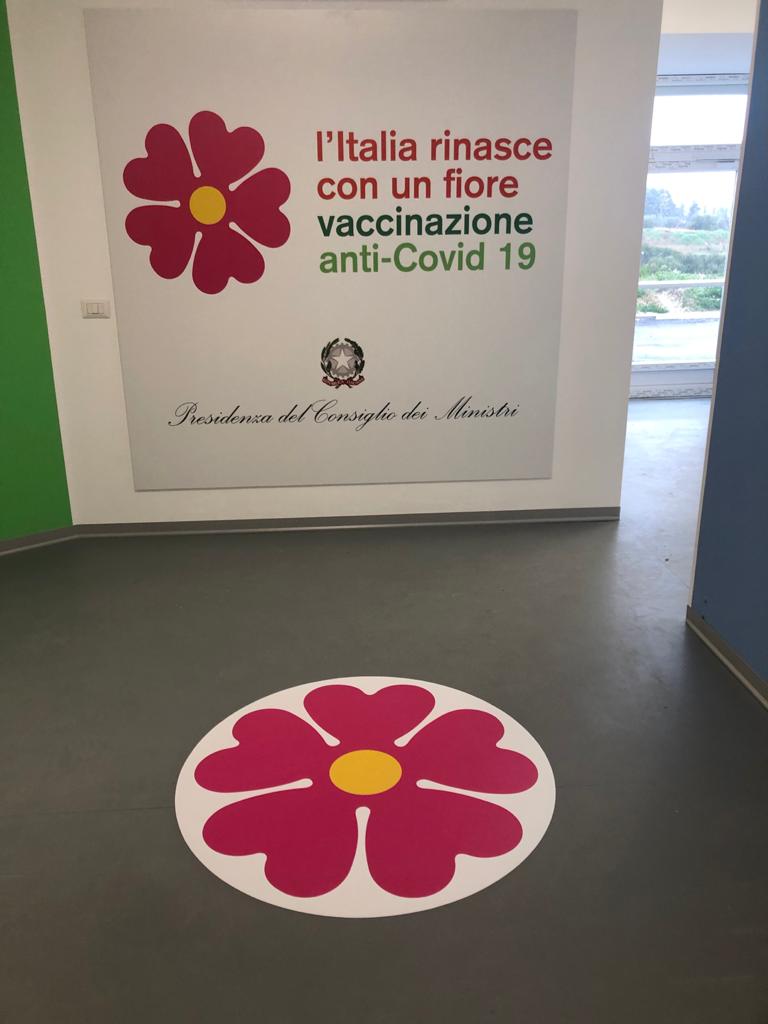 l'Italia rinasce
con un fiore
vaccinazione
anti-Covid 19
Presidenza del Consiglio dei Ministri